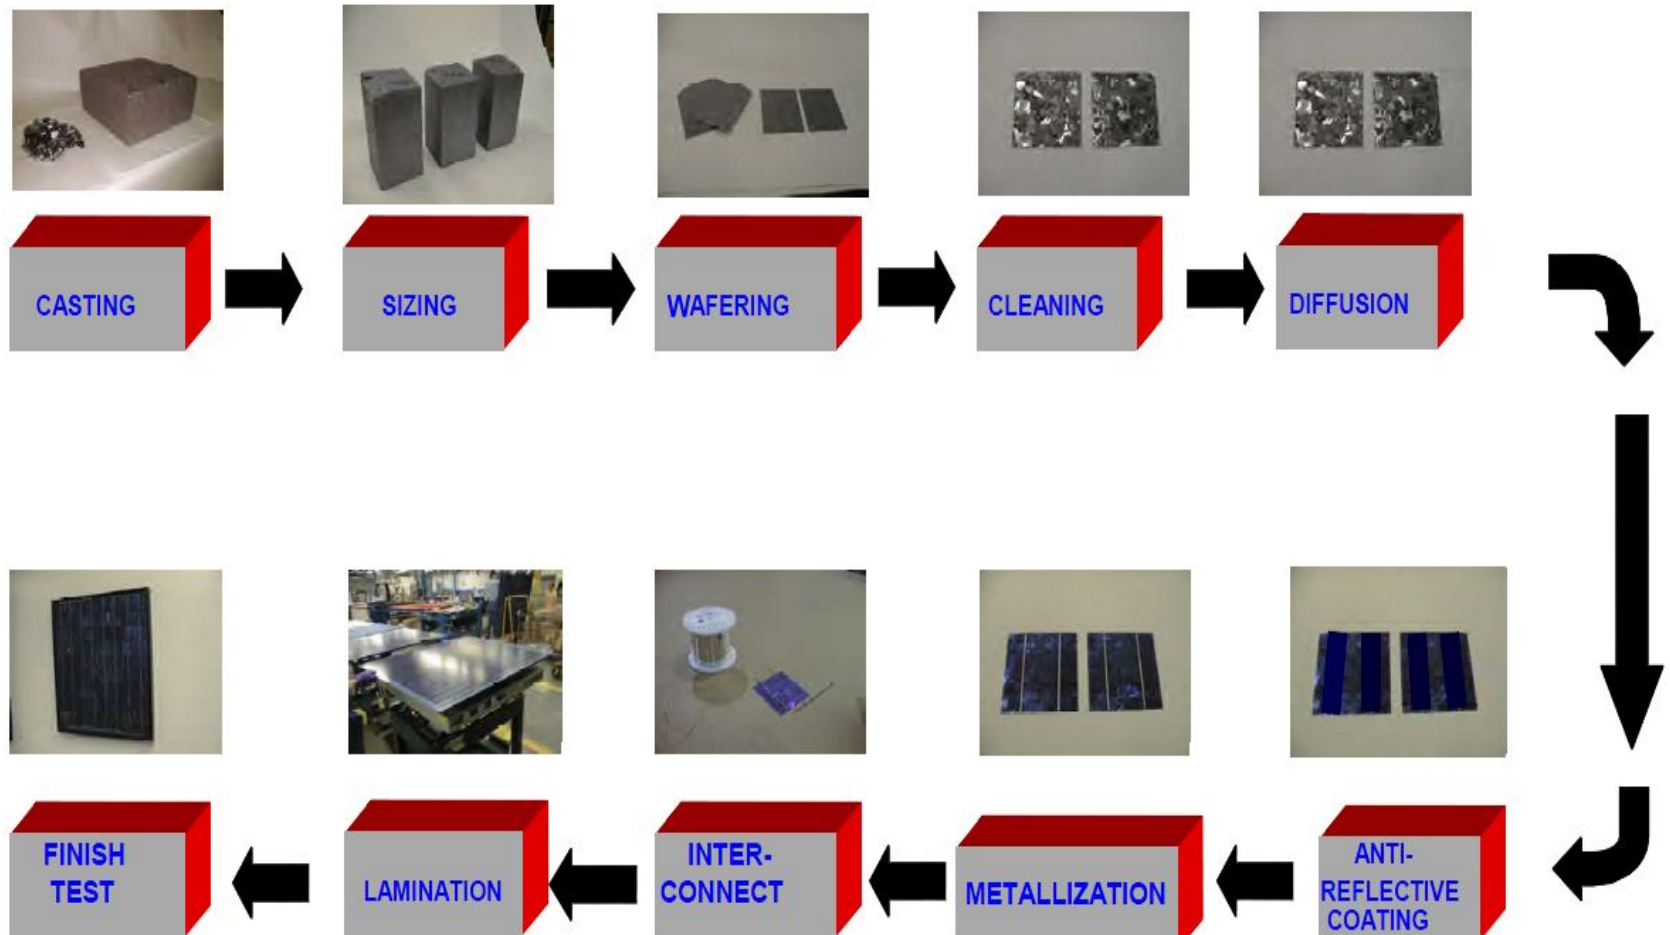 CASTING
SIZING
WAFERING
CLEANING
DIFFUSION
FINISH
TEST
LAMINATION
INTER-
CONNECT
METALLIZATION
ANTI-
REFLECTIVE
COATING